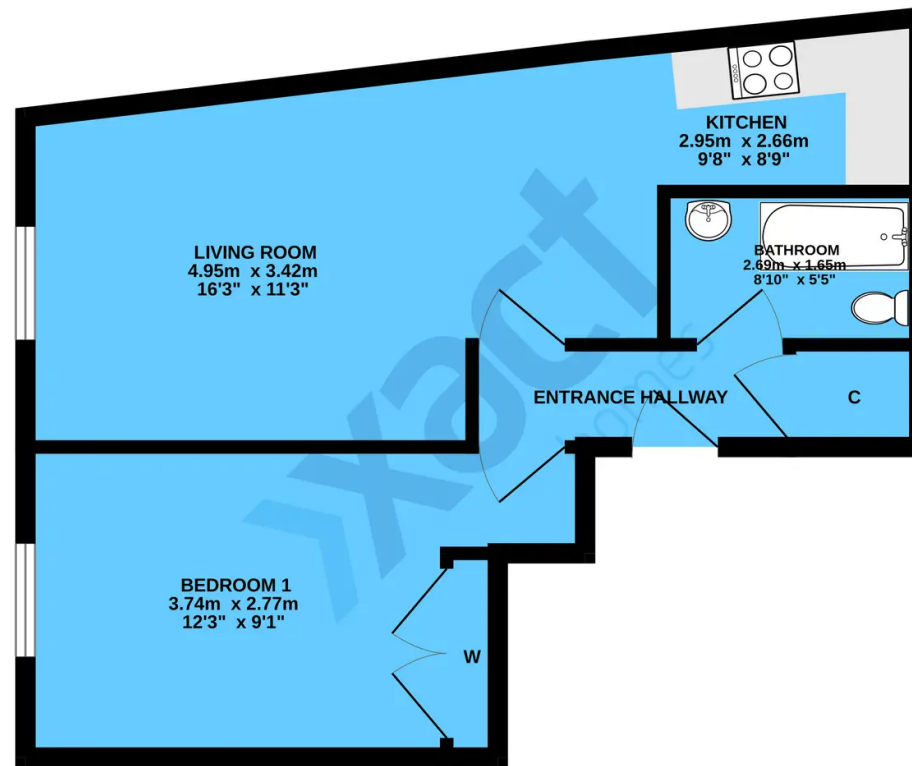 KITCHEN
2.95m x 2.66m
9'8" x 8'9"
LIVING ROOM
4.95m x 3.42m
16'3" x 11'3"
BATHROOM
2.69m x 1.65m
8'10" x 5'5"
ENTRANCE HALLWAY
C
BEDROOM 1
3.74m x 2.77m
12'3" x 9'1"
W
xact
homes